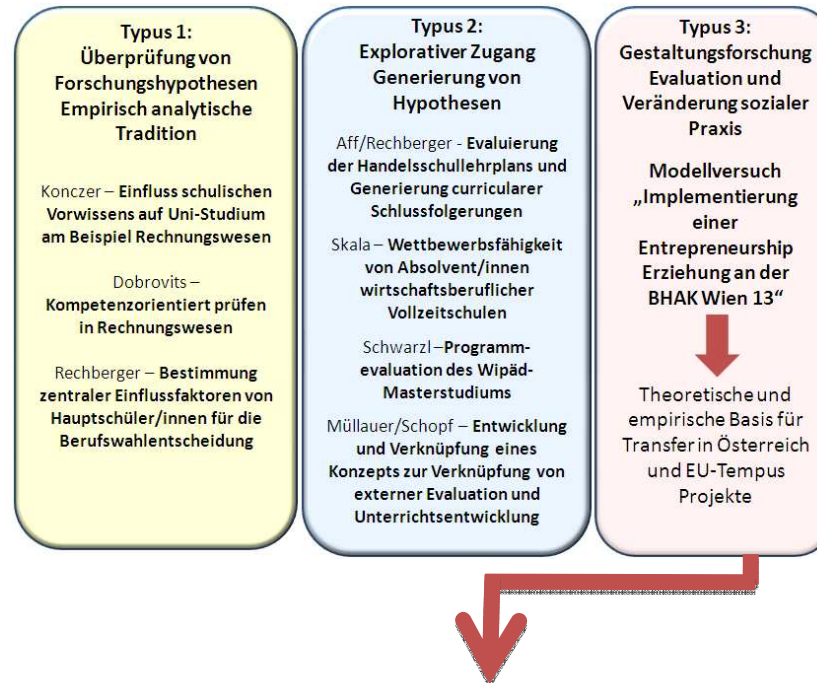 Typus 1:
Überprüfung von
Forschungshypothesen
Empirisch analytische
Tradition
Konczer – Einfluss schulischen
Vorwissens auf Uni-Studium
am Beispiel Rechnungswesen
Dobrovits –
Kompetenzorientiert prüfen
in Rechnungswesen
Rechberger – Bestimmung
zentraler Einflussfaktoren von
Hauptschüler/innen für die
Berufswahlentscheidung
Typus 2:
Explorativer Zugang
Generierung von
Hypothesen
Aff/Rechberger - Evaluierung
der Handelsschullehrplans und
Generierung curricularer
Schlussfolgerungen
Skala – Wettbewerbsfähigkeit
von Absolvent/innen
wirtschaftsberuflicher
Vollzeitschulen
Schwarzl –Programm-
evaluation des Wipäd-
Masterstudiums
Müllauer/Schopf – Entwicklung
und Verknüpfung eines
Konzepts zur Verknüpfung von
externer Evaluation und
Unterrichtsentwicklung
Typus 3:
Gestaltungsforschung
Evaluation und
Veränderung sozialer
Praxis
Modellversuch
„Implementierung
einer
Entrepreneurship
Erziehung an der
BHAK Wien 13“
Theoretische und
empirische Basis für
Transfer in Österreich
und EU-Tempus
Projekte